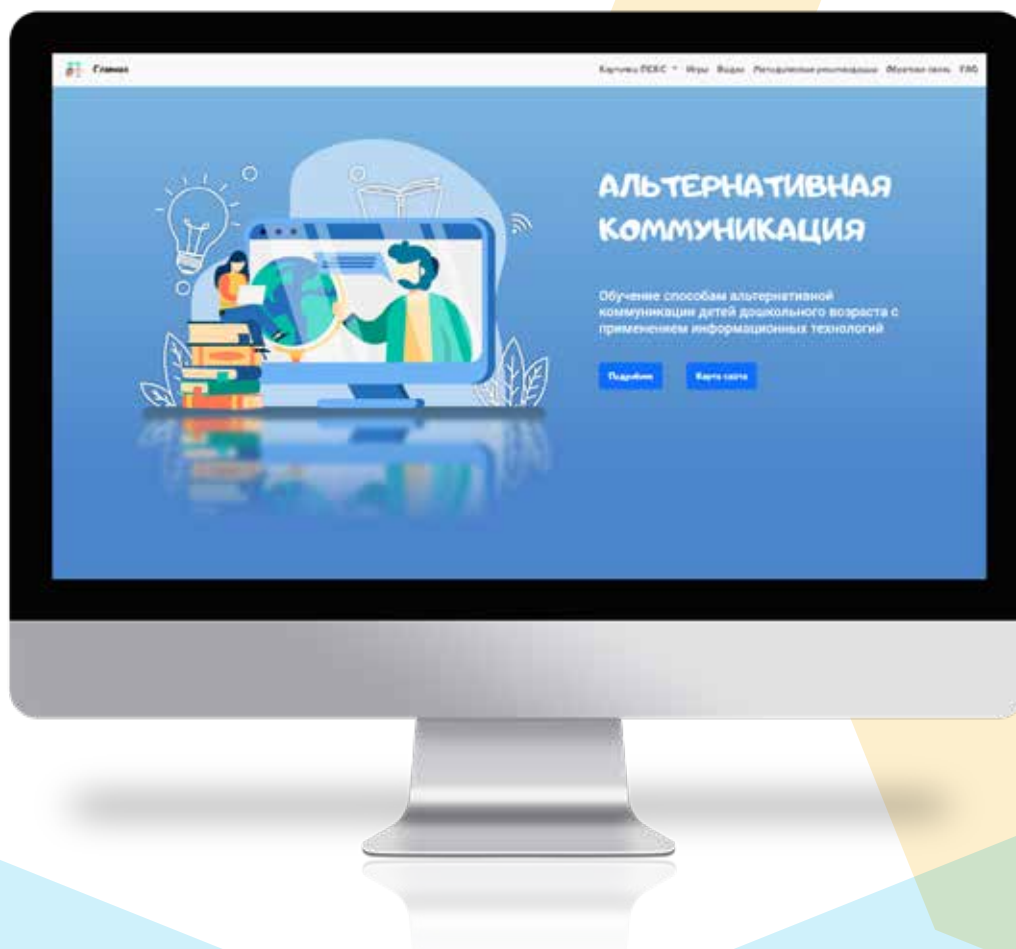 Главная
Карточки ПЕКС Игры Видео Методические рекомендации Обратная связь FAQ
АЛЬТЕРНАТИВНАЯ
КОММУНИКАЦИЯ
Обучение способам альтернативной
коммуникации детей дошкольного возраста с
применением информационных технологий
Подробнее Карта сайта